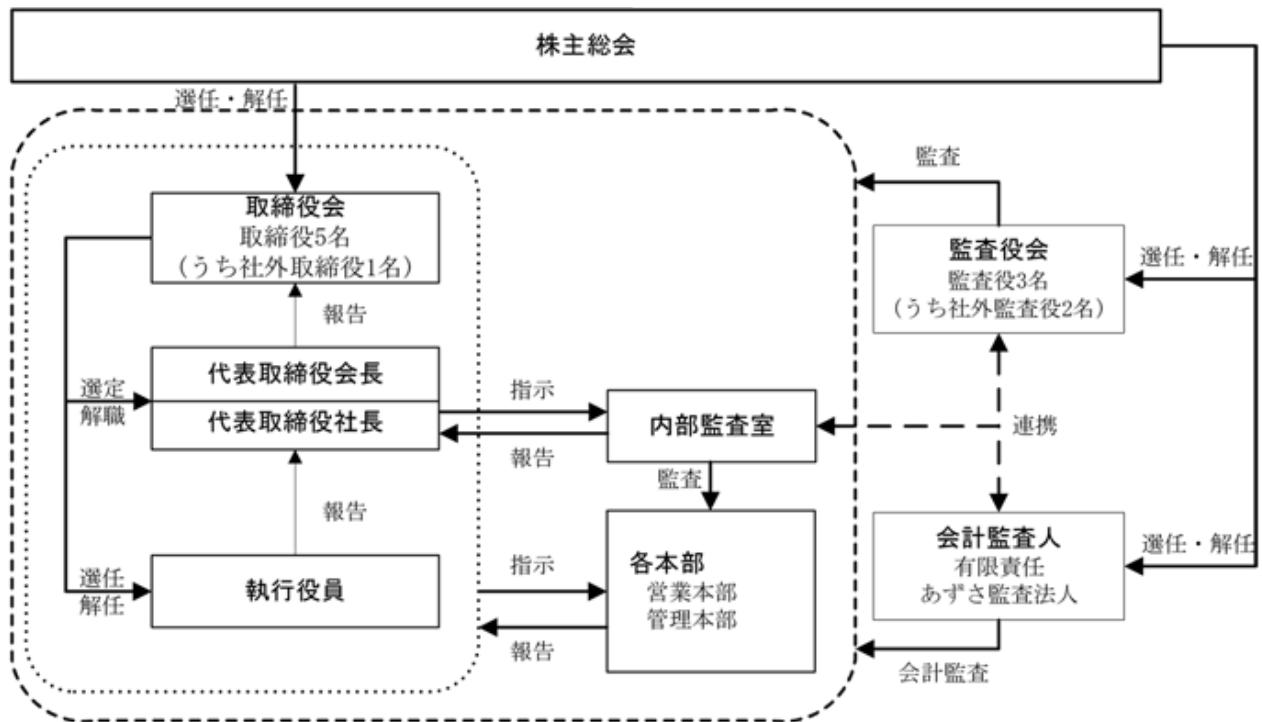 株主総会
選任・解任
監査
取締役会
取締役5名
(うち社外取締役1名)
監査役会
監査役3名
(うち社外監査役2名)
選任・解任
報告
選定
解職
代表取締役会長
代表取締役社長
指示
報告
内部監査室
連携
監査
報告
会計監査人
有限責任
あずさ監査法人
選任・解任
選任
解任
執行役員
指示
報告
各本部
営業本部
管理本部
会計監査